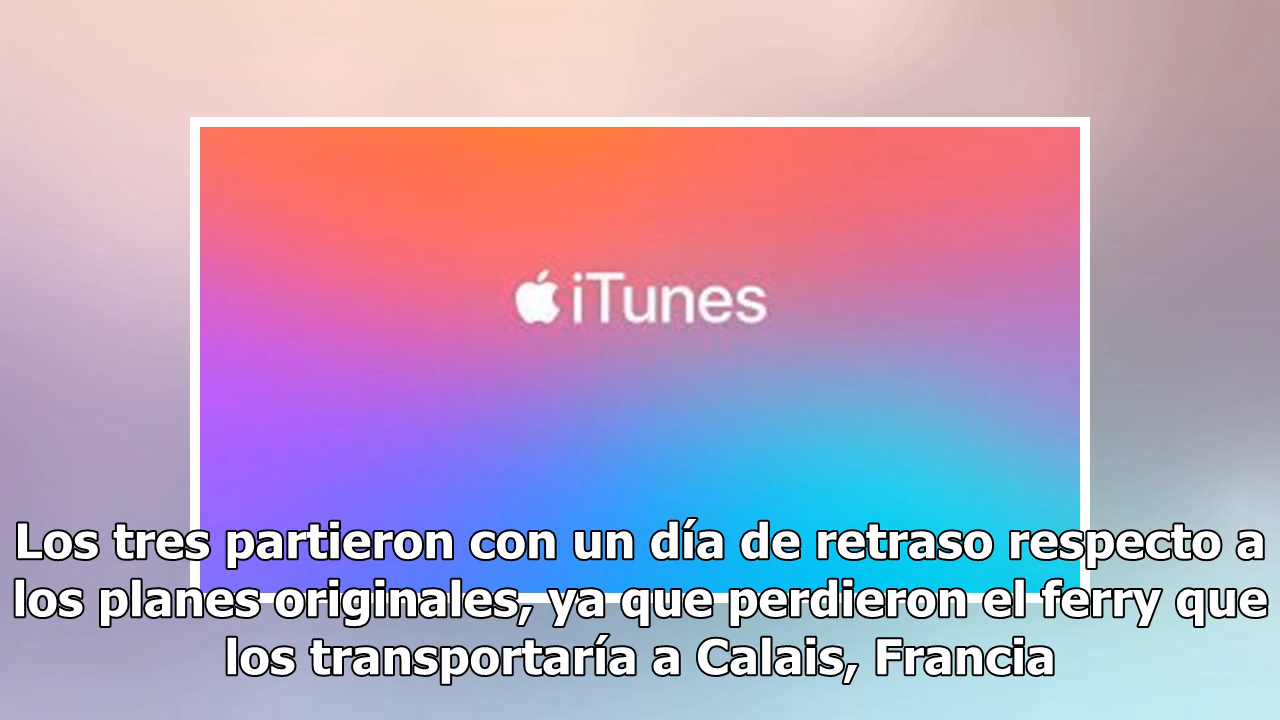 iTunes
Los tres partieron con un día de retraso respecto a
los planes originales, ya que perdieron el ferry que
los transportaría a Calais, Francia